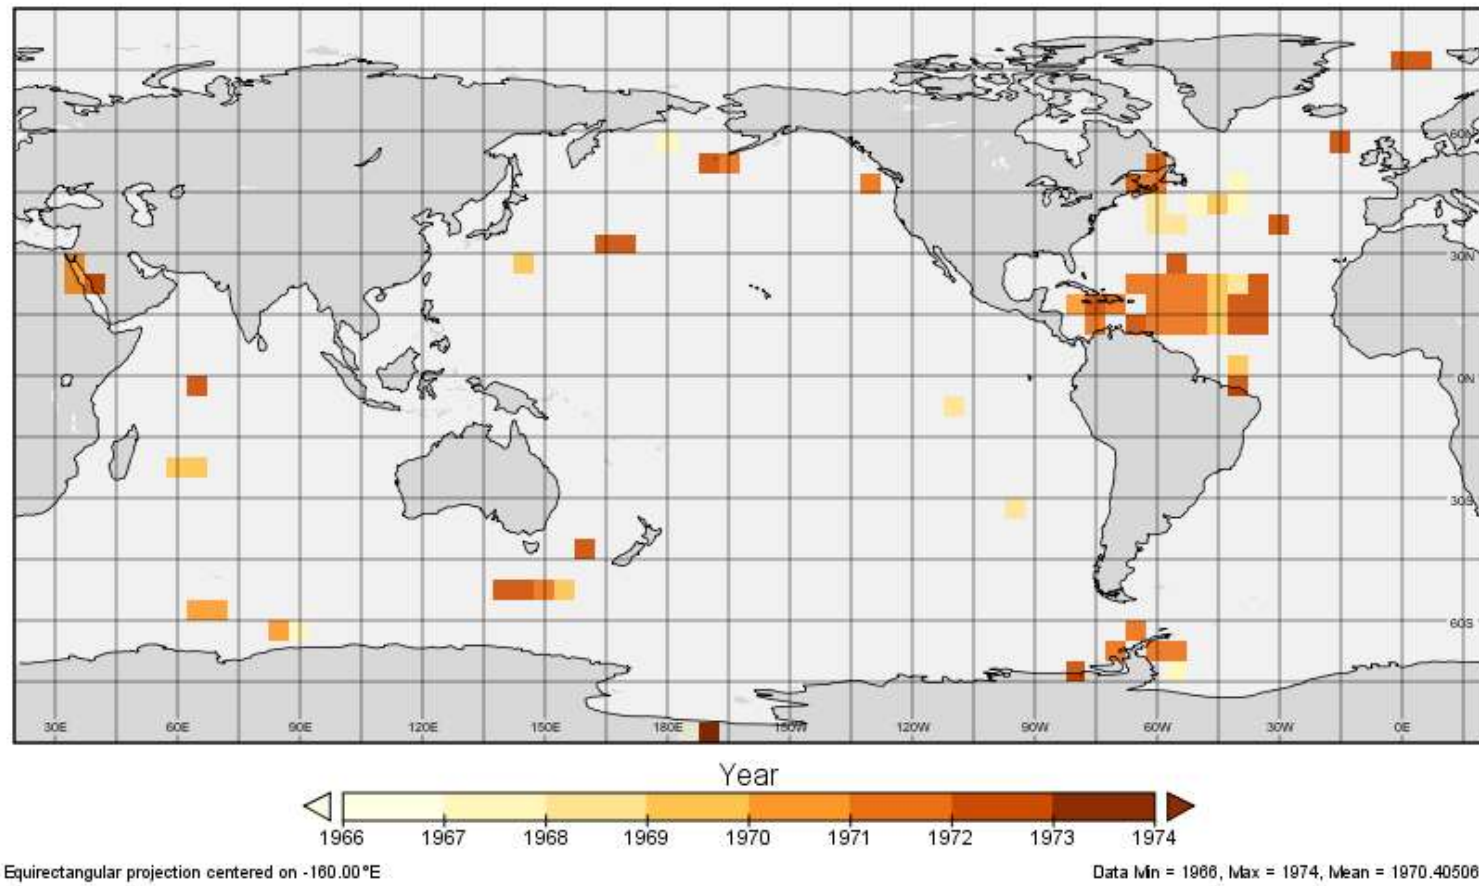 60N
30N
0N
30S
60S
30E 60E 90E 120E 150E 180E 150W 120W 90W 60W 30W 0E
Year
1966 1967 1968 1969 1970 1971 1972 1973 1974
Equirectangular projection centered on -160.00°E
Data Min = 1966, Max = 1974, Mean = 1970.40506